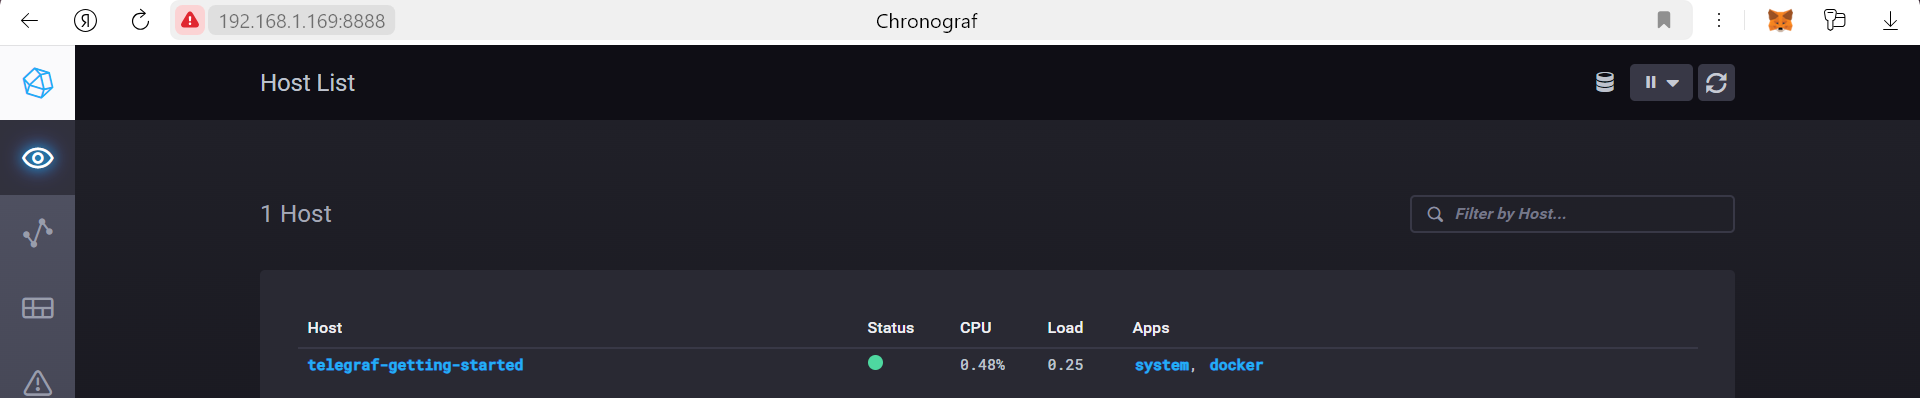 Я 192.168.1.169:8888 Chronograf
Host List
1 Host Filter by Host...
Host Status CPU Load Apps
telegraf-getting-started 0.48% 0.25 system, docker